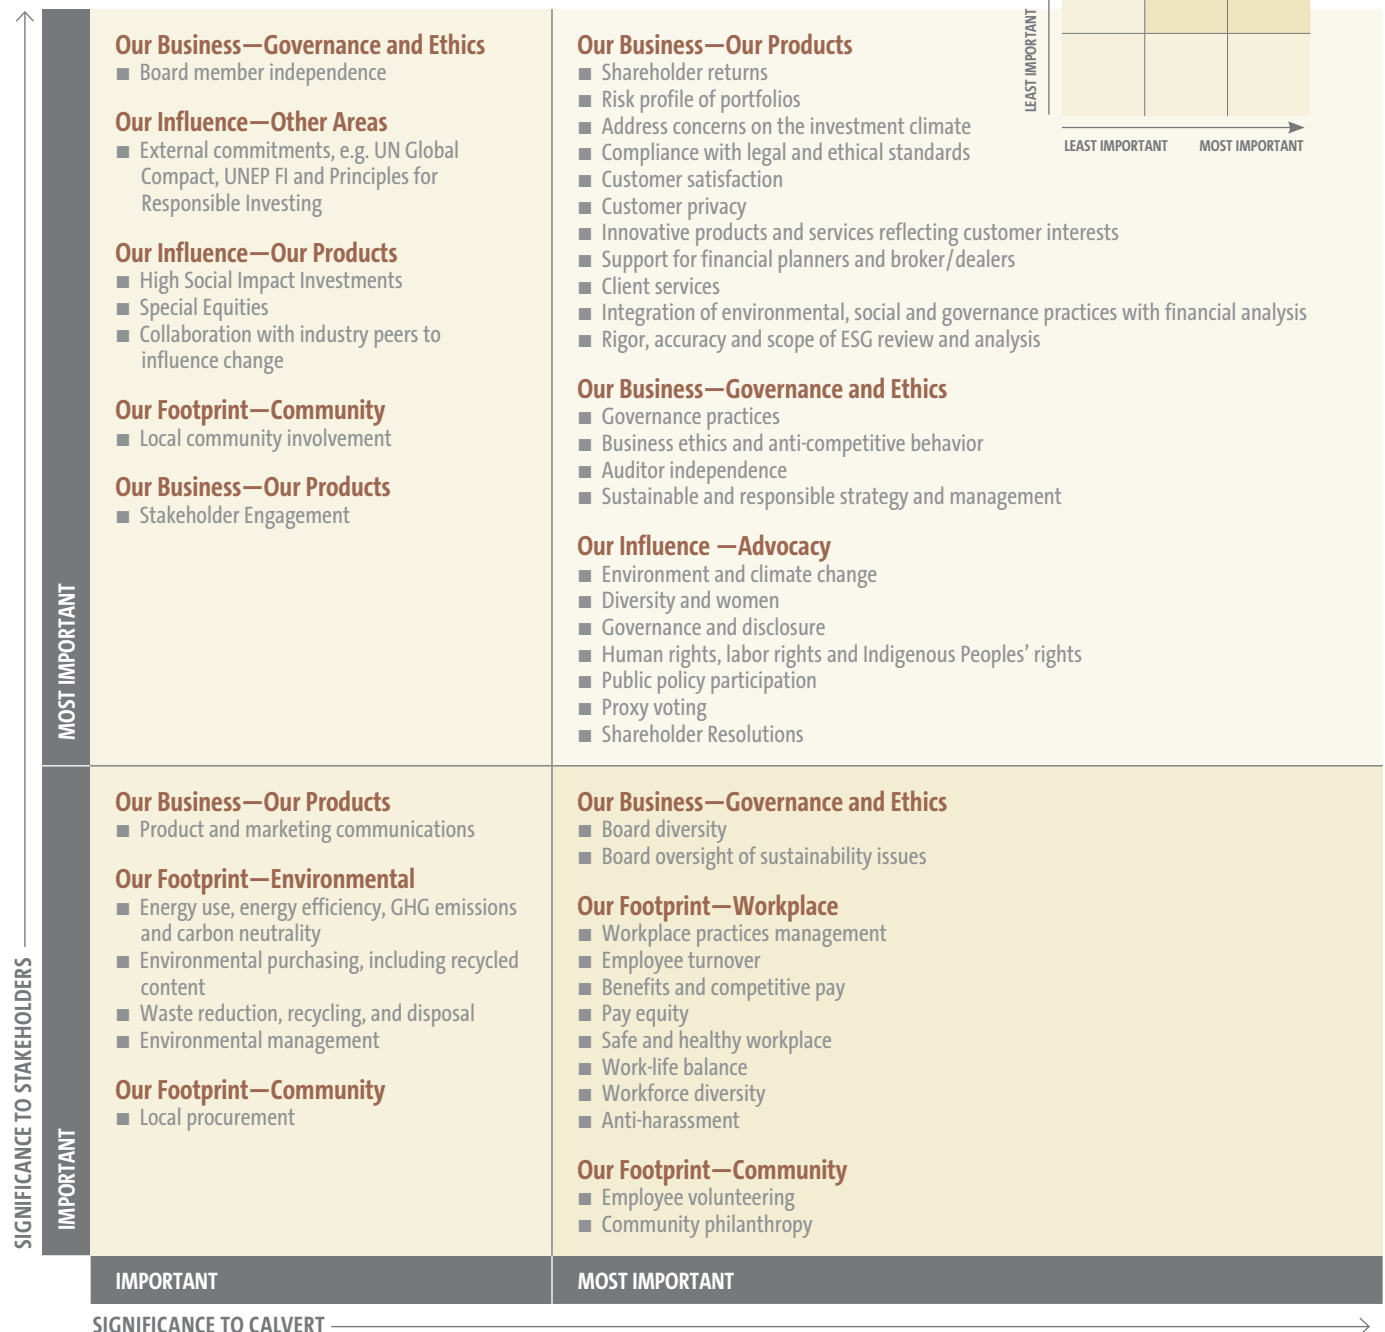 Our Business—Governance and Ethics
■ Board member independence
Our Influence—Other Areas
■ External commitments, e.g. UN Global
Compact, UNEP FI and Principles for
Responsible Investing
Our Influence—Our Products
■ High Social Impact Investments
■ Special Equities
■ Collaboration with industry peers to
influence change
Our Footprint—Community
■ Local community involvement
Our Business—Our Products
■ Stakeholder Engagement
Our Business—Our Products
■ Shareholder returns
■ Risk profile of portfolios
■ Address concerns on the investment climate
■ Compliance with legal and ethical standards
■ Customer satisfaction
■ Customer privacy
■ Innovative products and services reflecting customer interests
■ Support for financial planners and broker/dealers
■ Client services
■ Integration of environmental, social and governance practices with financial analysis
■ Rigor, accuracy and scope of ESG review and analysis
Our Business—Governance and Ethics
■ Governance practices
■ Business ethics and anti-competitive behavior
■ Auditor independence
■ Sustainable and responsible strategy and management
Our Influence —Advocacy
■ Environment and climate change
■ Diversity and women
■ Governance and disclosure
■ Human rights, labor rights and Indigenous Peoples’ rights
■ Public policy participation
■ Proxy voting
■ Shareholder Resolutions
LEAST IMPORTANT
LEAST IMPORTANT MOST IMPORTANT
MOST IMPORTANT
Our Business—Our Products
■ Product and marketing communications
Our Footprint—Environmental
■ Energy use, energy efficiency, GHG emissions
and carbon neutrality
■ Environmental purchasing, including recycled
content
■ Waste reduction, recycling, and disposal
■ Environmental management
Our Footprint—Community
■ Local procurement
Our Business—Governance and Ethics
■ Board diversity
■ Board oversight of sustainability issues
Our Footprint—Workplace
■ Workplace practices management
■ Employee turnover
■ Benefits and competitive pay
■ Pay equity
■ Safe and healthy workplace
■ Work-life balance
■ Workforce diversity
■ Anti-harassment
Our Footprint—Community
■ Employee volunteering
■ Community philanthropy
IMPORTANT
SIGNIFICANCE TO STAKEHOLDERS
IMPORTANT MOST IMPORTANT
SIGNIFICANCE TO CALVERT